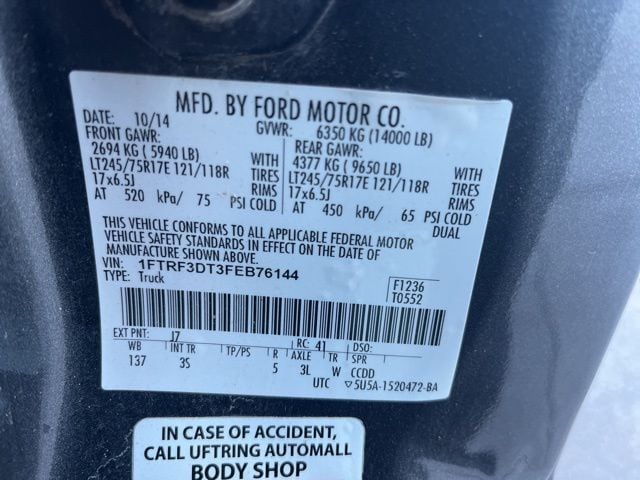 MFD. BY FORD MOTOR CO.
DATE: 10/14 GVWR: 6350 KG (14000 LB)
FRONT GAWR: REAR GAWR:
2694 KG ( 5940 LB) WITH 4377 KG ( 9650 LB) WITH
LT245/75R17E 121/118R TIRES LT245/75R17E 121/118R TIRES
17x6.5J RIMS 17x6.5J RIMS
AT 520 kPa/ 75 PSI COLD AT 450 kPa/ 65 PSI COLD
DUAL
THIS VEHICLE CONFORMS TO ALL APPLICABLE FEDERAL MOTOR
VEHICLE SAFETY STANDARDS IN EFFECT ON THE DATE OF
MANUFACTURE SHOWN ABOVE.
VIN: 1FTRF3DT3FEB76144
TYPE: Truck
F1236
T0552
EXT PNT: J7 RC: 41 DSO:
WB INT TR TP/PS R AXLE TR SPR
137 3S 5 3L W CCDD
UTC ▽5U5A-1520472-BA
IN CASE OF ACCIDENT,
CALL UFTRING AUTOMALL
BODY SHOP